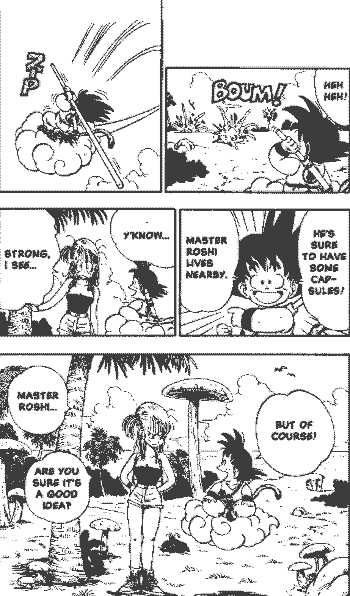 ZIP
BOUM!
HEH
HEH!
STRONG,
I SEE...
Y'KNOW...
MASTER
ROSHI
LIVES
NEARBY.
HE'S
SURE
TO HAVE
SOME
CAP-
SULES!
MASTER
ROSHI...
ARE YOU
SURE IT'S
A GOOD
IDEA?
BUT OF
COURSE!